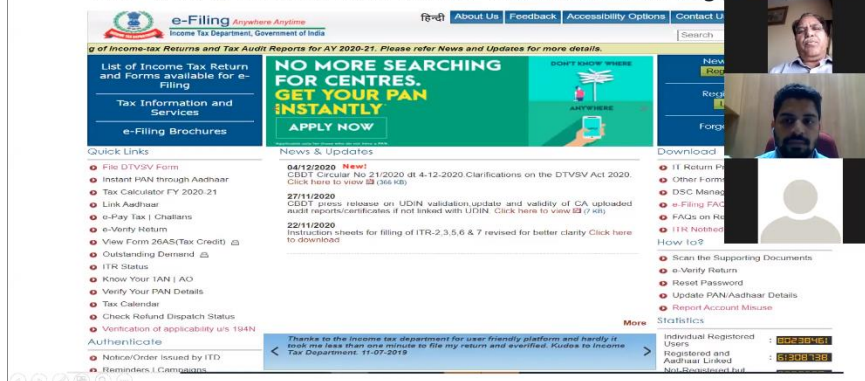 e-Filing Anywhere Anytime
Income Tax Department, Government of India
हिन्दी About Us Feedback Accessibility Options Contact U
Search
g of Income-tax Returns and Tax Audit Reports for AY 2020-21. Please refer News and Updates for more details.
List of Income Tax Return
and Forms available for e-
Filing
Tax Information and
Services
e-Filing Brochures
NO MORE SEARCHING
FOR CENTRES.
GET YOUR PAN
INSTANTLY
APPLY NOW
DON'T KNOW WHERE
ANYWHERE
New
Reg
Regi
Forg
Quick Links
File DTVSV Form
Instant PAN through Aadhaar
Tax Calculator FY 2020-21
Link Aadhaar
e-Pay Tax | Challans
e-Verify Return
View Form 26AS(Tax Credit)
Outstanding Demand
ITR Status
Know Your TAN | AO
Verify Your PAN Details
Tax Calendar
Check Refund Dispatch Status
Verification of applicability u/s 194N
Authenticate
Notice/Order Issued by ITD
Reminders | Campaigns
News & Updates
04/12/2020 New!
CBDT Circular No 21/2020 dt 4-12-2020.Clarifications on the DTVSV Act 2020.
Click here to view (366 KB)
27/11/2020
CBDT press release on UDIN validation,update and validity of CA uploaded
audit reports/certificates if not linked with UDIN. Click here to view (7 KB)
22/11/2020
Instruction sheets for filling of ITR-2,3,5,6 & 7 revised for better clarity Click here
to download
More
Thanks to the income tax department for user friendly platform and hardly it
took me less than one minute to file my return and everified. Kudos to Income
Tax Department. 11-07-2019
Download
IT Return Pr
Other Forms
DSC Manag
e-Filing FAQ
FAQs on Re
ITR Notified
How to?
Scan the Supporting Documents
e-Verify Return
Reset Password
Update PAN/Aadhaar Details
Report Account Misuse
Statistics
Individual Registered
Users
Registered and
Aadhaar Linked : 61308738
Not-Registered but